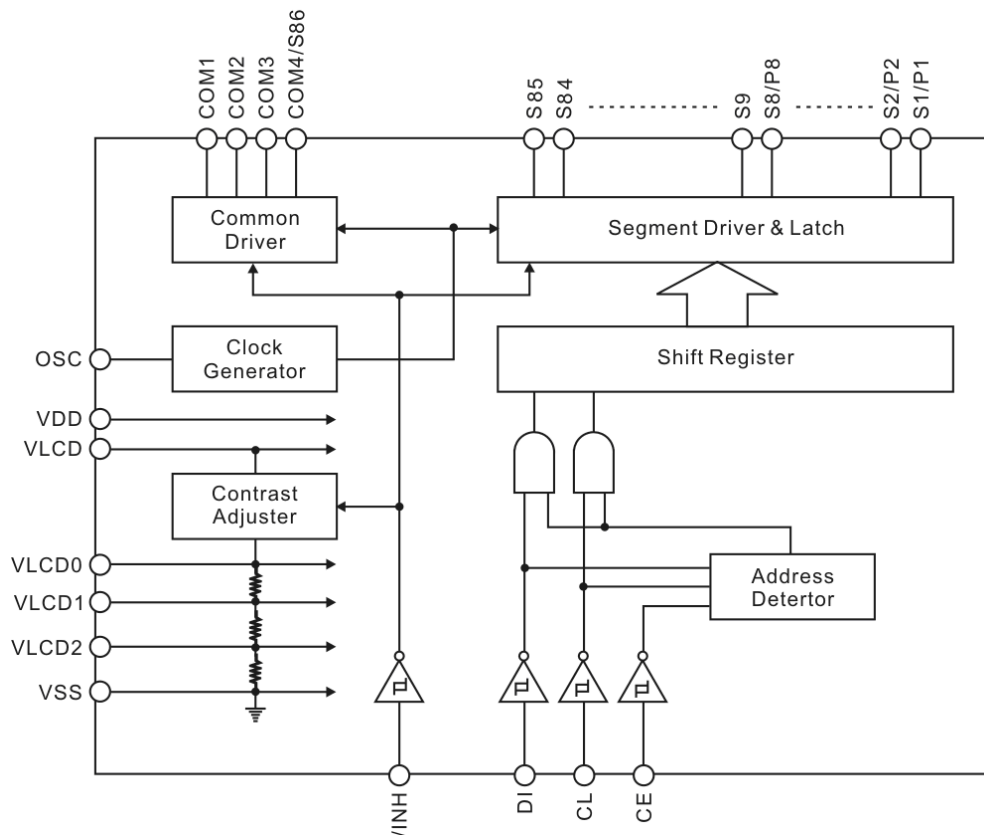 COM1
COM2
COM3
COM4/S86
S85
S84
S9
S8/P8
S2/P2
S1/P1
Common
Driver
Segment Driver & Latch
OSC
Clock
Generator
Shift Register
VDD
VLCD
Contrast
Adjuster
VLCD0
VLCD1
VLCD2
VSS
Address
Detertor
/INH
DI
CL
CE